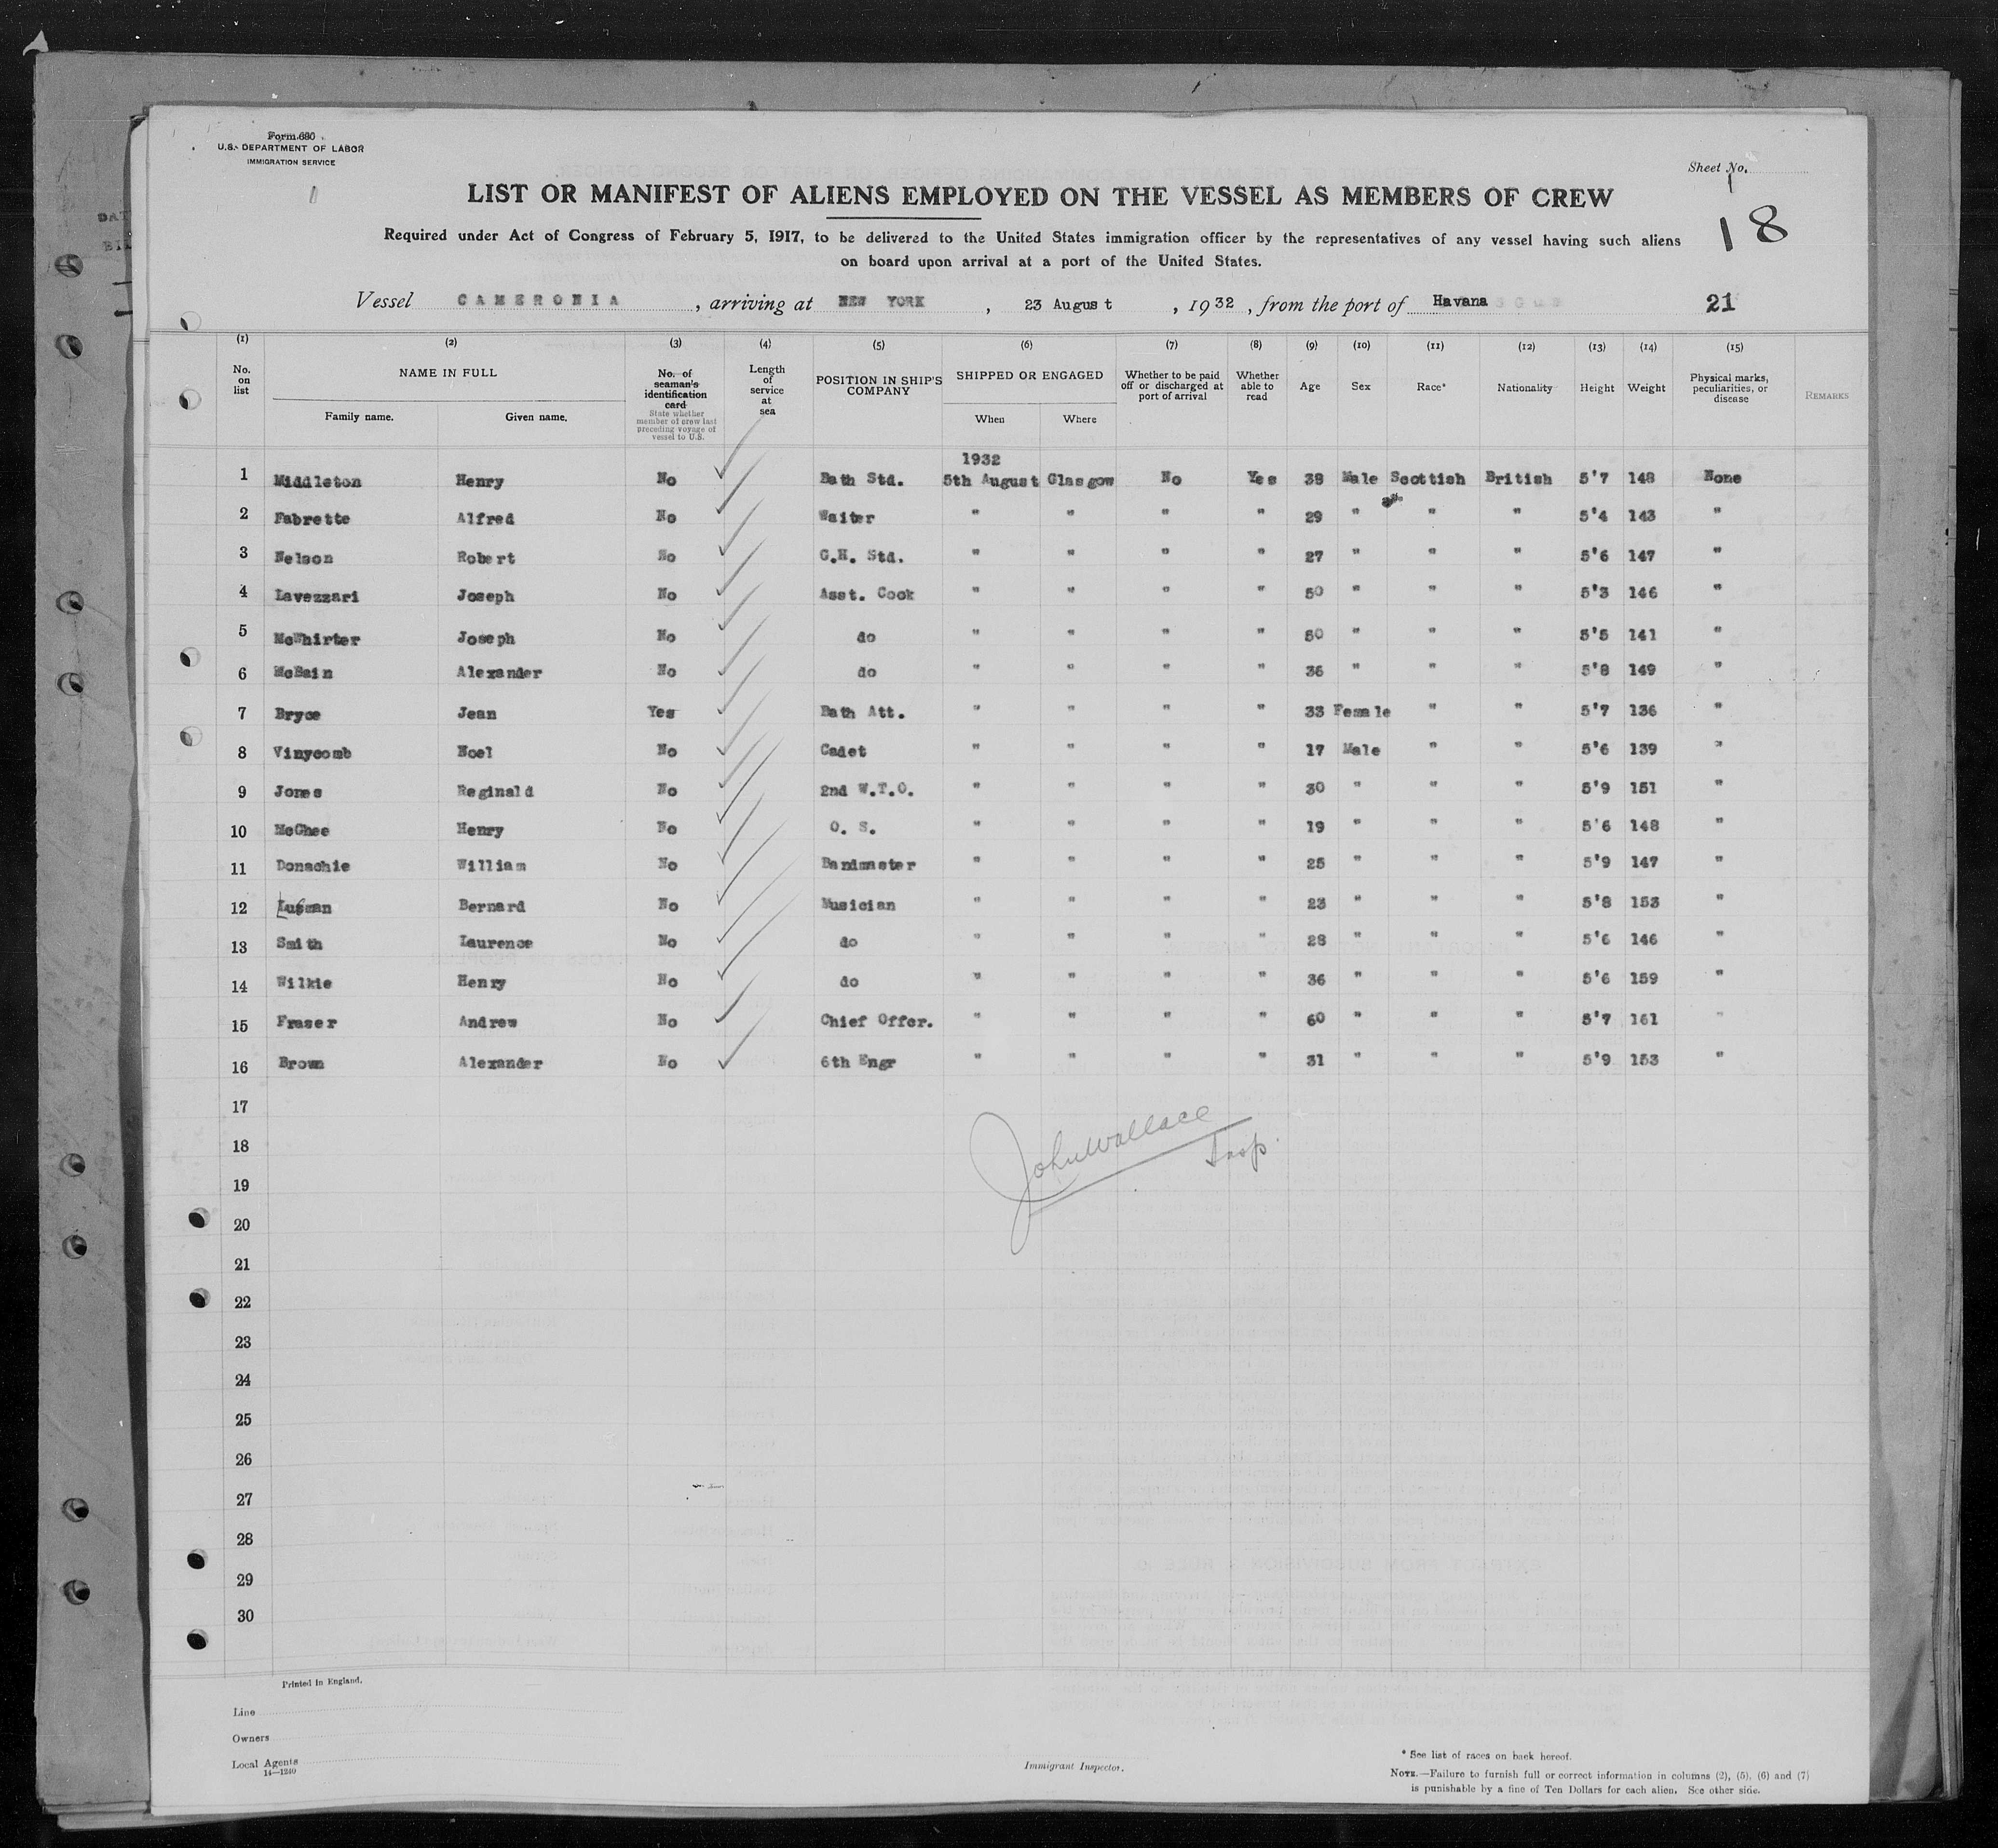 Form 680
U.S. DEPARTMENT OF LABOR
IMMIGRATION SERVICE
Sheet No.
1
LIST OR MANIFEST OF ALIENS EMPLOYED ON THE VESSEL AS MEMBERS OF CREW
18
Required under Act of Congress of February 5, 1917, to be delivered to the United States immigration officer by the representatives of any vessel having such aliens
on board upon arrival at a port of the United States.
Vessel CAMERONIA, arriving at NEW YORK, 23 August, 1932, from the port of Havana 21
(1) (2) (3) (4) (5) (6) (7) (8) (9) (10) (11) (12) (13) (14) (15)
No. on list NAME IN FULL Family name. Given name. No. of seaman's identification card State whether member of crew last preceding voyage of vessel to U.S. Length of service at sea POSITION IN SHIP'S COMPANY SHIPPED OR ENGAGED When Where Whether to be paid off or discharged at port of arrival Whether able to read Age Sex Race* Nationality Height Weight Physical marks, peculiarities, or disease REMARKS
1932
1 Middleton Henry No Bath Std. 5th August Glasgow No Yes 38 Male Scottish British 5'7 148 None
2 Fabrette Alfred No Waiter " " " " 29 " " " 5'4 143 "
3 Nelson Robert No G.H. Std. " " " " 27 " " " 5'6 147 "
4 Lavezzari Joseph No Asst. Cook " " " " 50 " " " 5'3 146 "
5 McWhirter Joseph No do " " " " 50 " " " 5'5 141 "
6 McBain Alexander No do " " " " 36 " " " 5'8 149 "
7 Bryce Jean Yes Bath Att. " " " " 33 Female " " 5'7 136 "
8 Vinycomb Noel No Cadet " " " " 17 Male " " 5'6 139 "
9 Jones Reginald No 2nd W.T.O. " " " " 30 " " " 5'9 151 "
10 McGhee Henry No O. S. " " " " 19 " " " 5'6 148 "
11 Donachie William No Bandmaster " " " " 25 " " " 5'9 147 "
12 Bernard No Musician " " " " 23 " " " 5'8 153 "
13 Smith Laurence No do " " " " 28 " " " 5'6 146 "
14 Wilkie Henry No do " " " " 36 " " " 5'6 159 "
15 Fraser Andrew No Chief Offcr. " " " " 60 " " " 5'7 161 "
16 Brown Alexander No 6th Engr " " " " 31 " " " 5'9 153 "
17
John Wallace
18
Insp.
19
20
21
22
23
24
25
26
27
28
29
30
Printed in England.
Line
Owners
Local Agents
14—1240
Immigrant Inspector.
* See list of races on back hereof.
NOTE.—Failure to furnish full or correct information in columns (2), (5), (6) and (7)
is punishable by a fine of Ten Dollars for each alien. See other side.